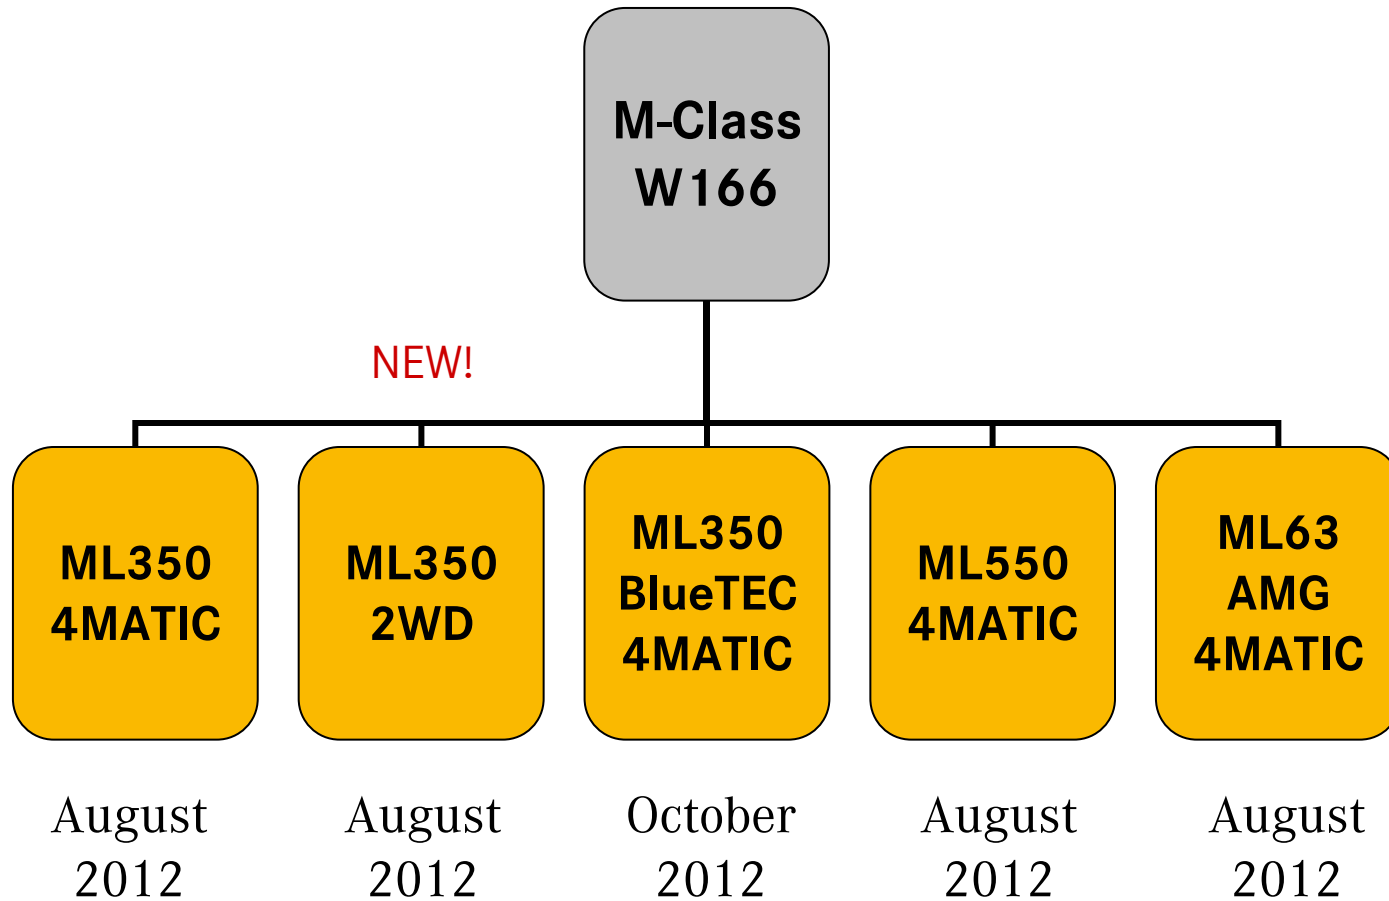 M-Class
W166
NEW!
ML350
4MATIC
ML350
2WD
ML350
BlueTEC
4MATIC
ML550
4MATIC
ML63
AMG
4MATIC
August
2012
August
2012
October
2012
August
2012
August
2012